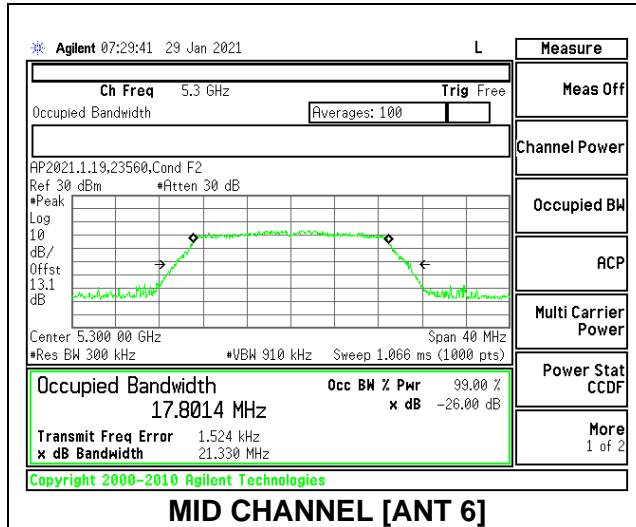 Agilent 07:29:41 29 Jan 2021 L Measure
Ch Freq 5.3 GHz Trig Free
Meas Off
Occupied Bandwidth Averages: 100
Channel Power
AP2021.1.19,23560,Cond F2
Ref 30 dBm #Atten 30 dB
#Peak
Log
10
dB/
Offst
13.1
dB
Occupied BW
ACP
Center 5.300 00 GHz Span 40 MHz
#Res BW 300 kHz #VBW 910 kHz Sweep 1.066 ms (1000 pts)
Multi Carrier
Power
Occupied Bandwidth Occ BW % Pwr 99.00 %
17.8014 MHz x dB -26.00 dB
Power Stat
CCDF
Transmit Freq Error 1.524 kHz
x dB Bandwidth 21.330 MHz
More
1 of 2
Copyright 2000-2010 Agilent Technologies
MID CHANNEL [ANT 6]